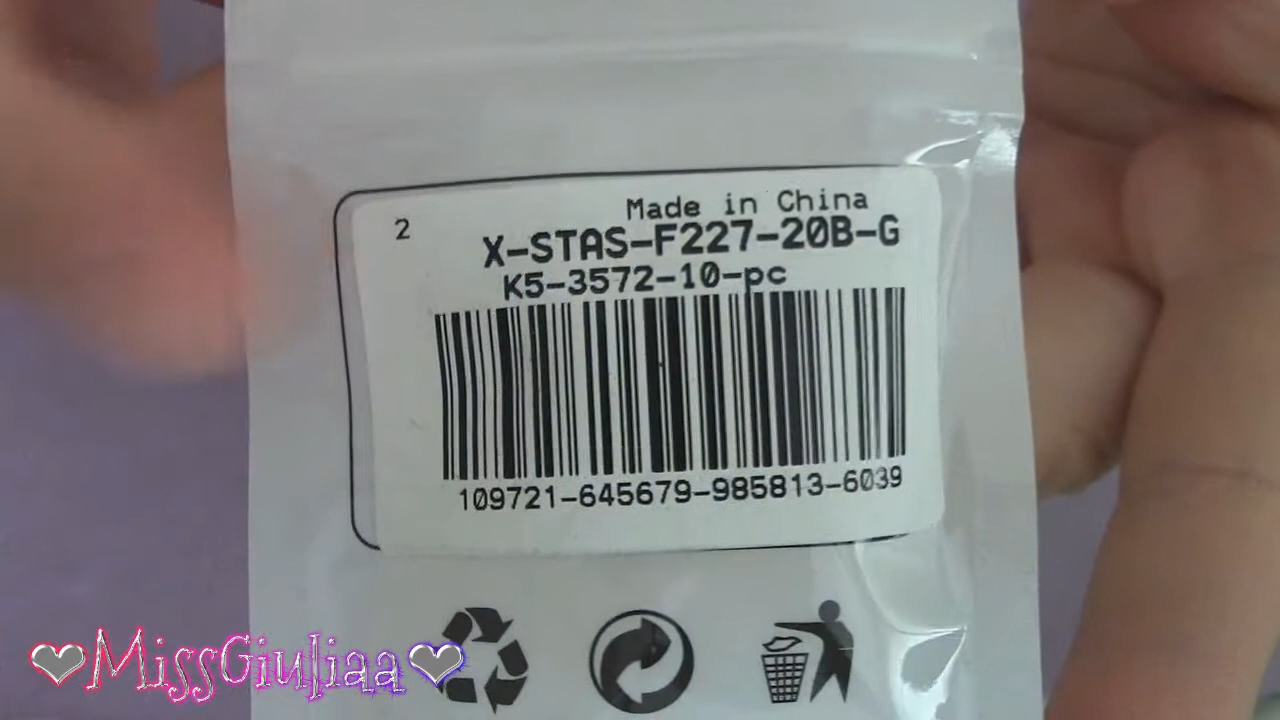 Made in China
2
X-STAS-F227-20B-G
K5-3572-10-pc
109721-645679-985813-6039
❤MissGiuliaa❤